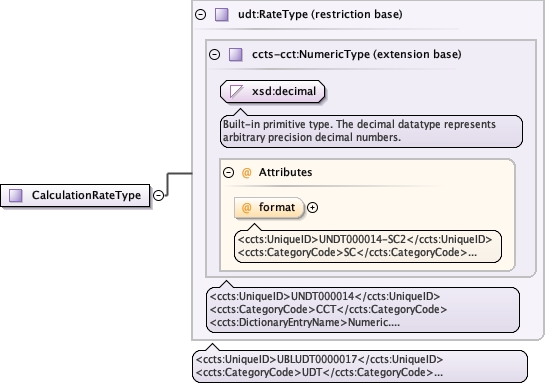 udt:RateType (restriction base)
ccts-cct:NumericType (extension base)
xsd:decimal
Built-in primitive type. The decimal datatype represents
arbitrary precision decimal numbers.
@ Attributes
@ format
<ccts:UniqueID>UNDT000014-SC2</ccts:UniqueID>
<ccts:CategoryCode>SC</ccts:CategoryCode>...
CalculationRateType
<ccts:UniqueID>UNDT000014</ccts:UniqueID>
<ccts:CategoryCode>CCT</ccts:CategoryCode>
<ccts:DictionaryEntryName>Numeric....
<ccts:UniqueID>UBLUDT0000017</ccts:UniqueID>
<ccts:CategoryCode>UDT</ccts:CategoryCode>...